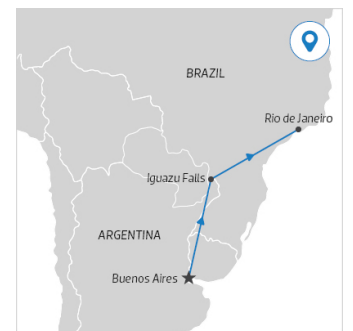 BRAZIL
Rio de Janeiro
Iguazu Falls
ARGENTINA
Buenos Aires